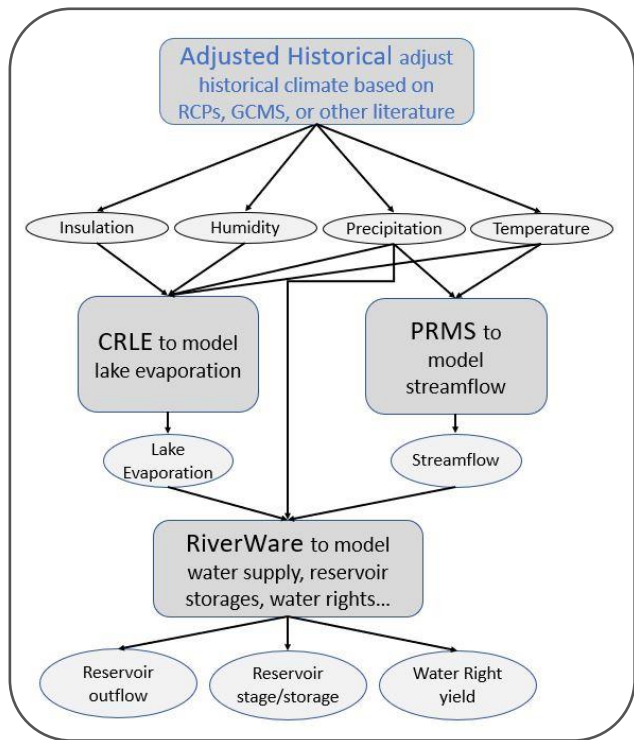 Adjusted Historical adjust
historical climate based on
RCPs, GCMS, or other literature
Insulation
Humidity
Precipitation
Temperature
CRLE to model
lake evaporation
PRMS to
model
streamflow
Lake
Evaporation
Streamflow
RiverWare to model
water supply, reservoir
storages, water rights...
Reservoir
outflow
Reservoir
stage/storage
Water Right
yield